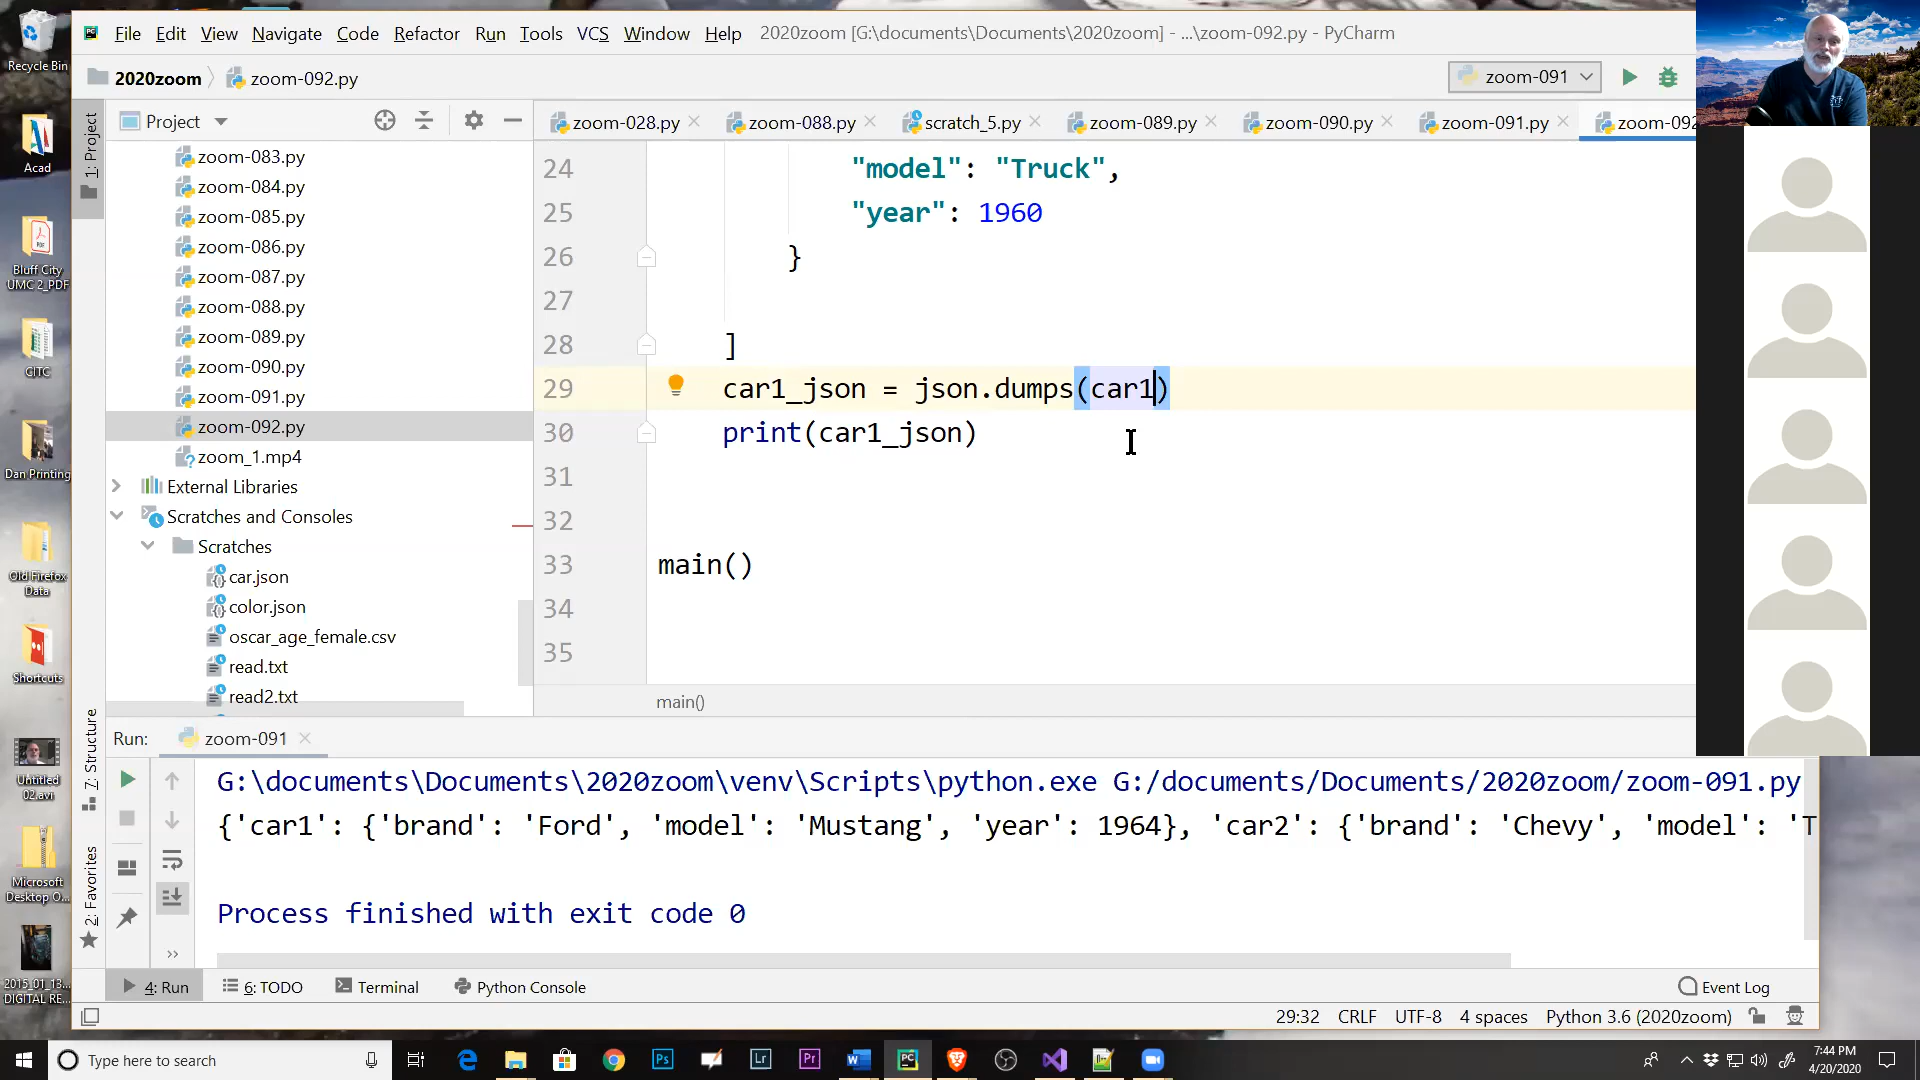 Recycle Bin
Acad
Bluff City
UMC 2_PDF
CITC
Dan Printing
Old Firefox
Data
Shortcuts
Untitled
02.avi
Microsoft
Desktop O...
2015_01_13...
DIGITAL RE...
File Edit View Navigate Code Refactor Run Tools VCS Window Help 2020zoom [G:\documents\Documents\2020zoom] - ...\zoom-092.py - PyCharm
2020zoom zoom-092.py
zoom-091
1: Project
Project
zoom-028.py zoom-088.py scratch_5.py zoom-089.py zoom-090.py zoom-091.py zoom-092
zoom-083.py
zoom-084.py
zoom-085.py
zoom-086.py
zoom-087.py
zoom-088.py
zoom-089.py
zoom-090.py
zoom-091.py
zoom-092.py
zoom_1.mp4
External Libraries
Scratches and Consoles
Scratches
car.json
color.json
oscar_age_female.csv
read.txt
read2.txt
24 "model": "Truck",
25 "year": 1960
26 }
27
28 ]
29 car1_json = json.dumps(car1)
30 print(car1_json)
31
32
33 main()
34
35
main()
7: Structure
2: Favorites
Run: zoom-091
G:\documents\Documents\2020zoom\venv\Scripts\python.exe G:/documents/Documents/2020zoom/zoom-091.py
{'car1': {'brand': 'Ford', 'model': 'Mustang', 'year': 1964}, 'car2': {'brand': 'Chevy', 'model': 'T
Process finished with exit code 0
4: Run 6: TODO Terminal Python Console Event Log
29:32 CRLF UTF-8 4 spaces Python 3.6 (2020zoom)
Type here to search
7:44 PM
4/20/2020